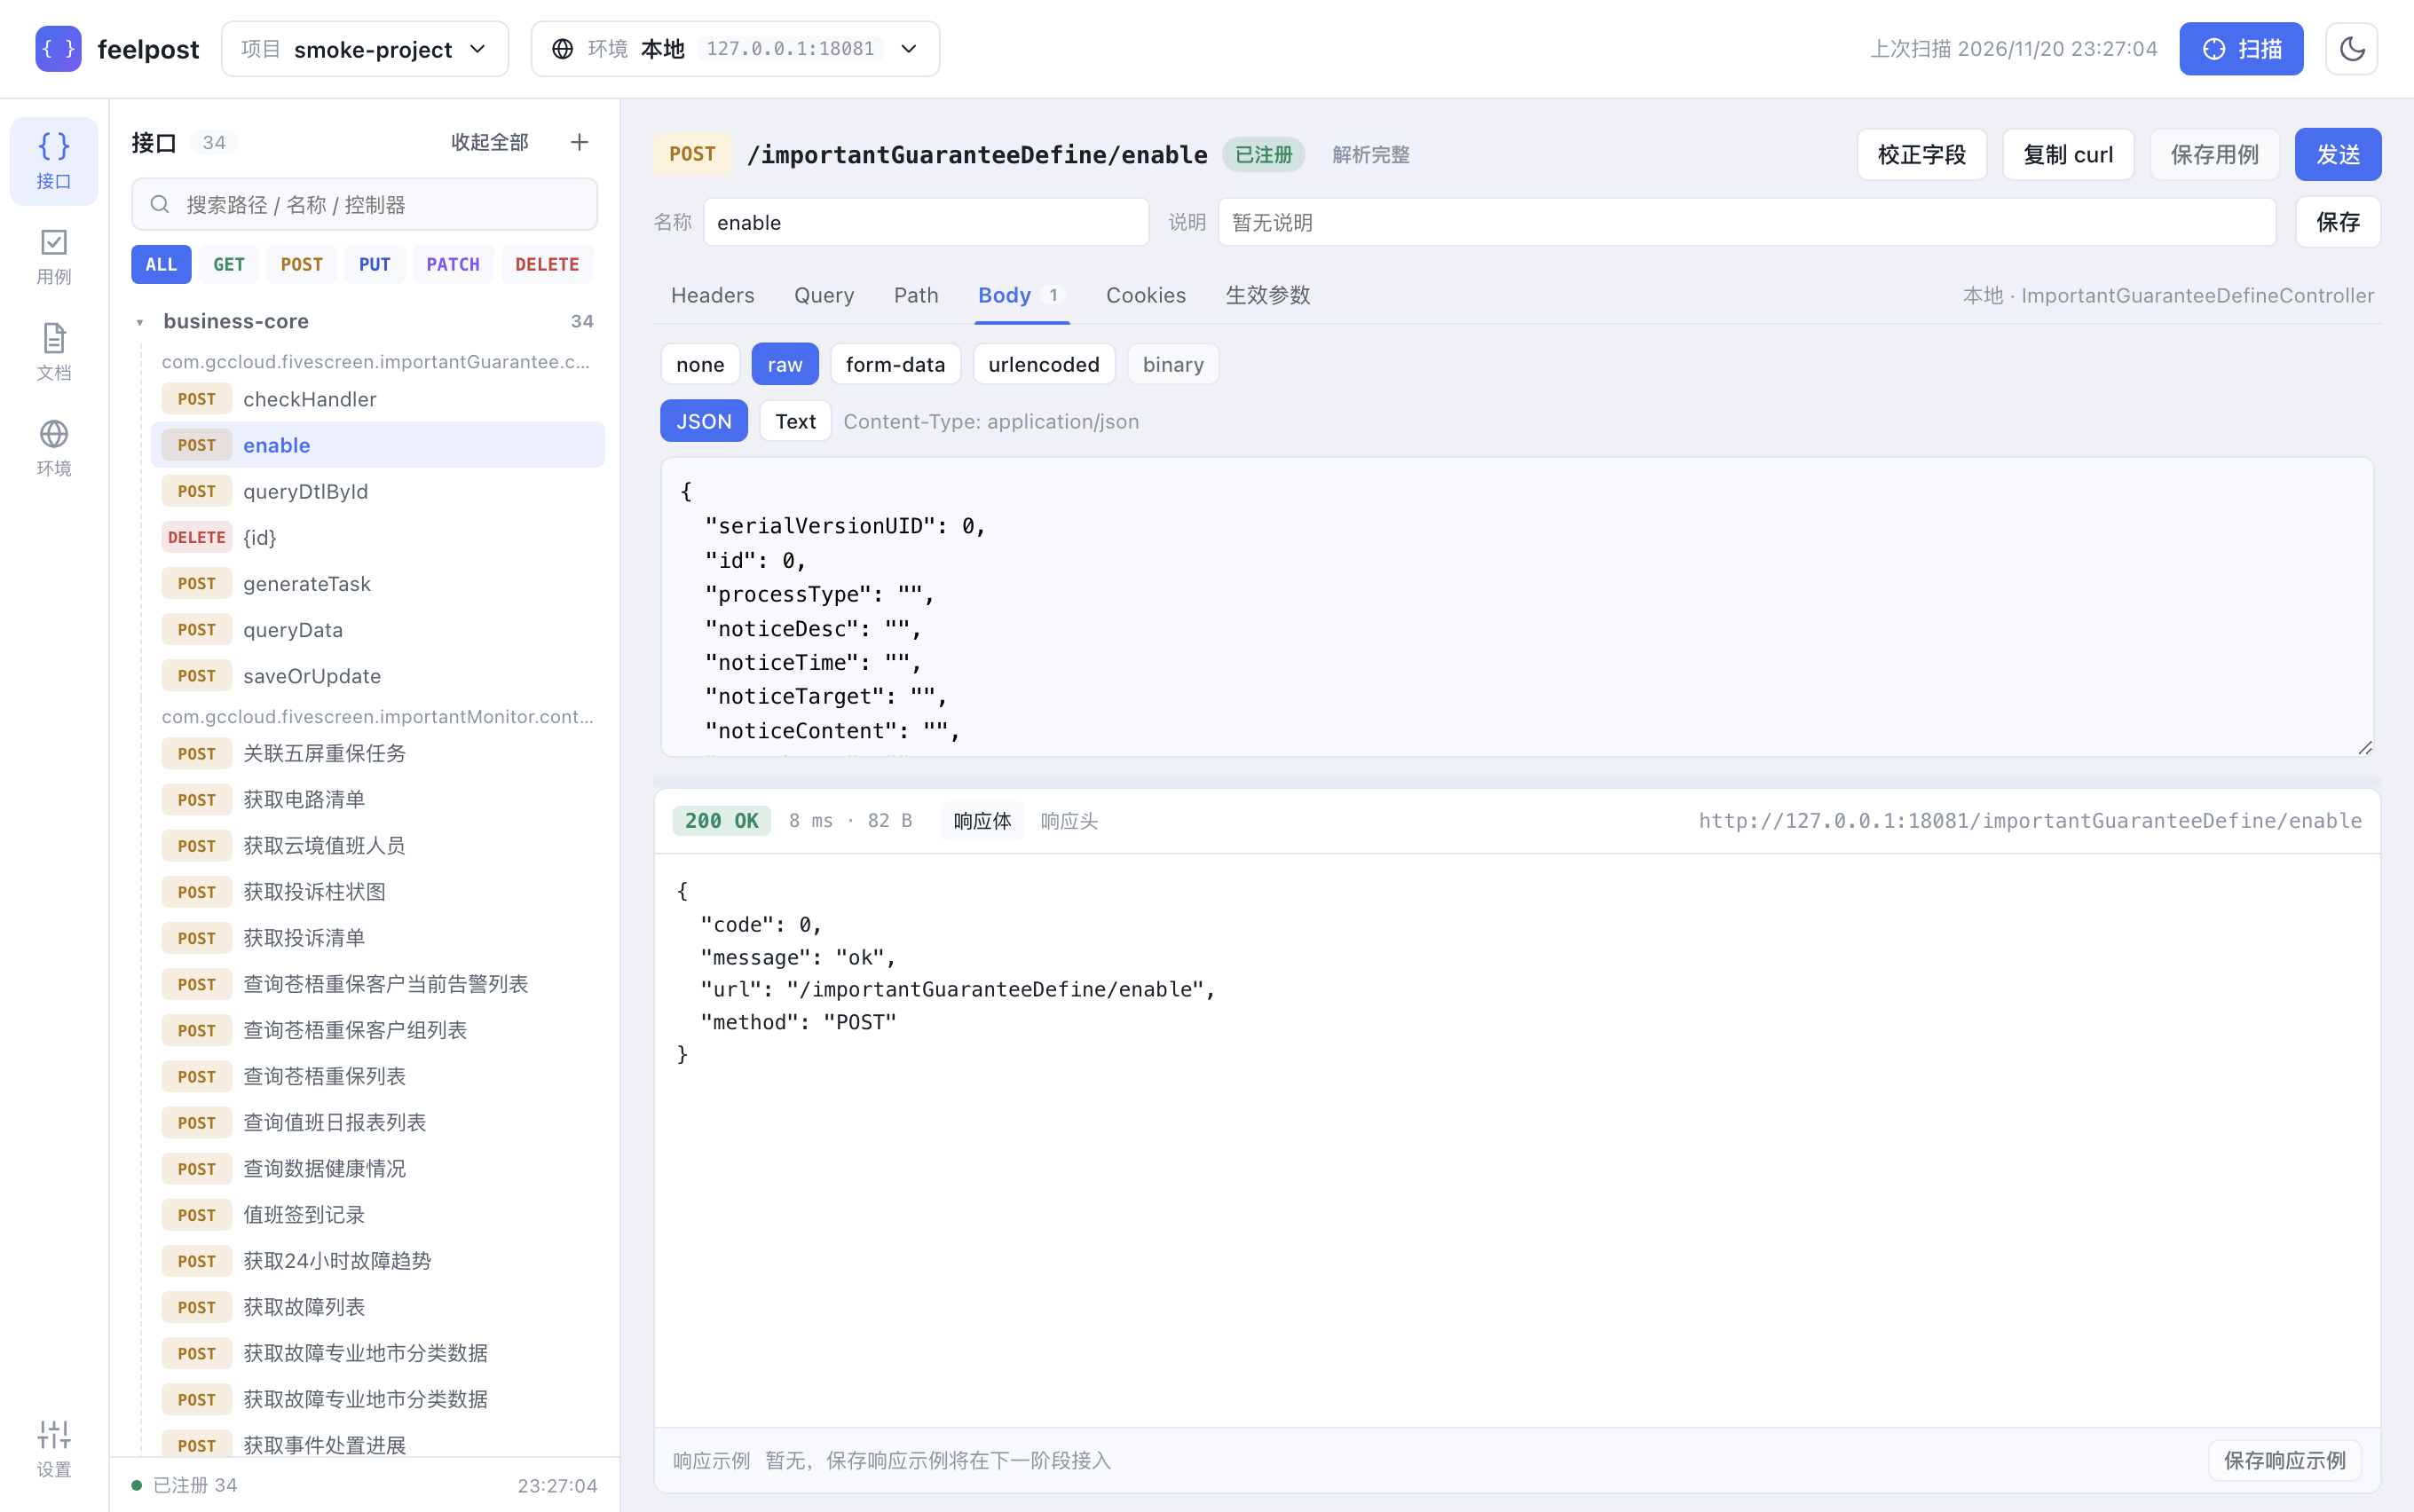 { } feelpost 项目 smoke-project 环境 本地 127.0.0.1:18081 上次扫描 2026/11/20 23:27:04 扫描
接口
用例
文档
环境
设置
接口 34 收起全部 +
搜索路径 / 名称 / 控制器
ALL GET POST PUT PATCH DELETE
business-core 34
com.gccloud.fivescreen.importantGuarantee.c...
POST checkHandler
POST enable
POST queryDtlById
DELETE {id}
POST generateTask
POST queryData
POST saveOrUpdate
com.gccloud.fivescreen.importantMonitor.cont...
POST 关联五屏重保任务
POST 获取电路清单
POST 获取云境值班人员
POST 获取投诉柱状图
POST 获取投诉清单
POST 查询苍梧重保客户当前告警列表
POST 查询苍梧重保客户组列表
POST 查询苍梧重保列表
POST 查询值班日报表列表
POST 查询数据健康情况
POST 值班签到记录
POST 获取24小时故障趋势
POST 获取故障列表
POST 获取故障专业地市分类数据
POST 获取故障专业地市分类数据
POST 获取事件处置进展
已注册 34 23:27:04
POST /importantGuaranteeDefine/enable 已注册 解析完整 校正字段 复制 curl 保存用例 发送
名称 enable 说明 暂无说明 保存
Headers Query Path Body 1 Cookies 生效参数 本地 · ImportantGuaranteeDefineController
none raw form-data urlencoded binary
JSON Text Content-Type: application/json
{
"serialVersionUID": 0,
"id": 0,
"processType": "",
"noticeDesc": "",
"noticeTime": "",
"noticeTarget": "",
"noticeContent": "",
200 OK 8 ms · 82 B 响应体 响应头 http://127.0.0.1:18081/importantGuaranteeDefine/enable
{
"code": 0,
"message": "ok",
"url": "/importantGuaranteeDefine/enable",
"method": "POST"
}
响应示例 暂无，保存响应示例将在下一阶段接入 保存响应示例